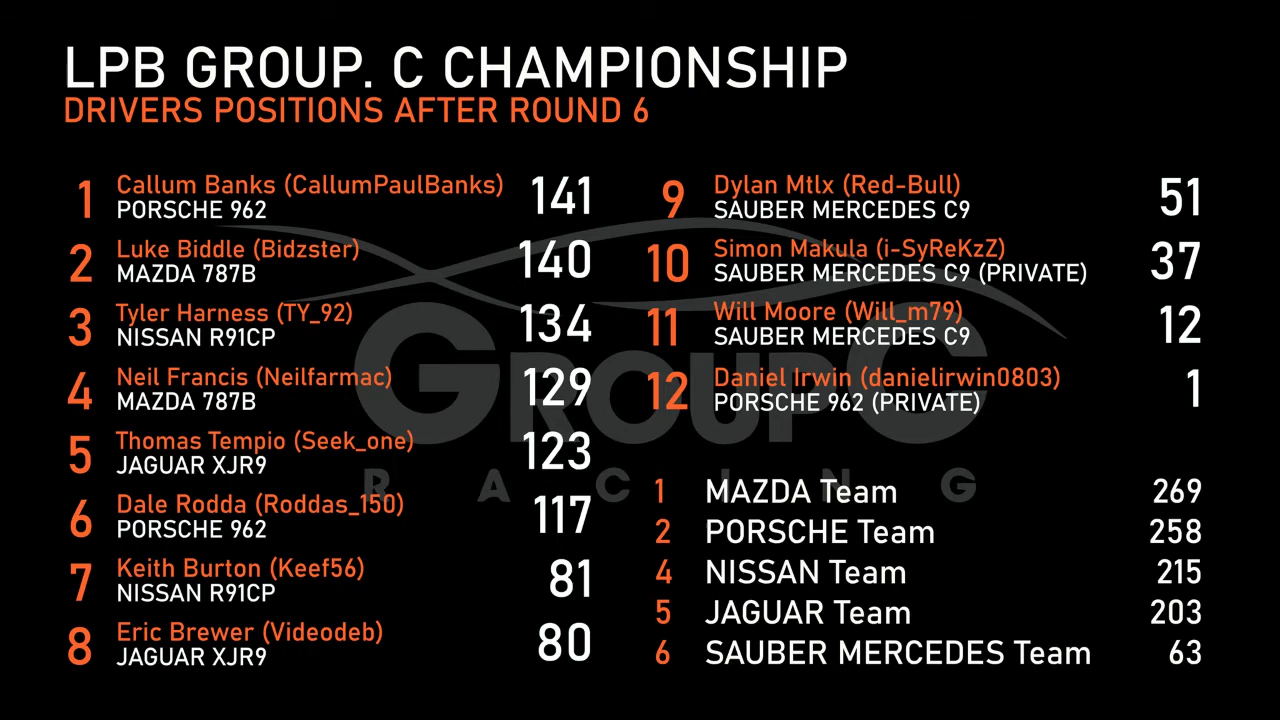 LPB GROUP. C CHAMPIONSHIP
DRIVERS POSITIONS AFTER ROUND 6
1 Callum Banks (CallumPaulBanks) 141
PORSCHE 962
2 Luke Biddle (Bidzster) 140
MAZDA 787B
3 Tyler Harness (TY_92) 134
NISSAN R91CP
4 Neil Francis (Neilfarmac) 129
MAZDA 787B
5 Thomas Tempio (Seek_one) 123
JAGUAR XJR9
6 Dale Rodda (Roddas_150) 117
PORSCHE 962
7 Keith Burton (Keef56) 81
NISSAN R91CP
8 Eric Brewer (Videodeb) 80
JAGUAR XJR9
9 Dylan Mtlx (Red-Bull) 51
SAUBER MERCEDES C9
10 Simon Makula (i-SyReKzZ) 37
SAUBER MERCEDES C9 (PRIVATE)
11 Will Moore (Will_m79) 12
SAUBER MERCEDES C9
12 Daniel Irwin (danielirwin0803) 1
PORSCHE 962 (PRIVATE)
1 MAZDA Team 269
2 PORSCHE Team 258
4 NISSAN Team 215
5 JAGUAR Team 203
6 SAUBER MERCEDES Team 63
GROUPC
RACING